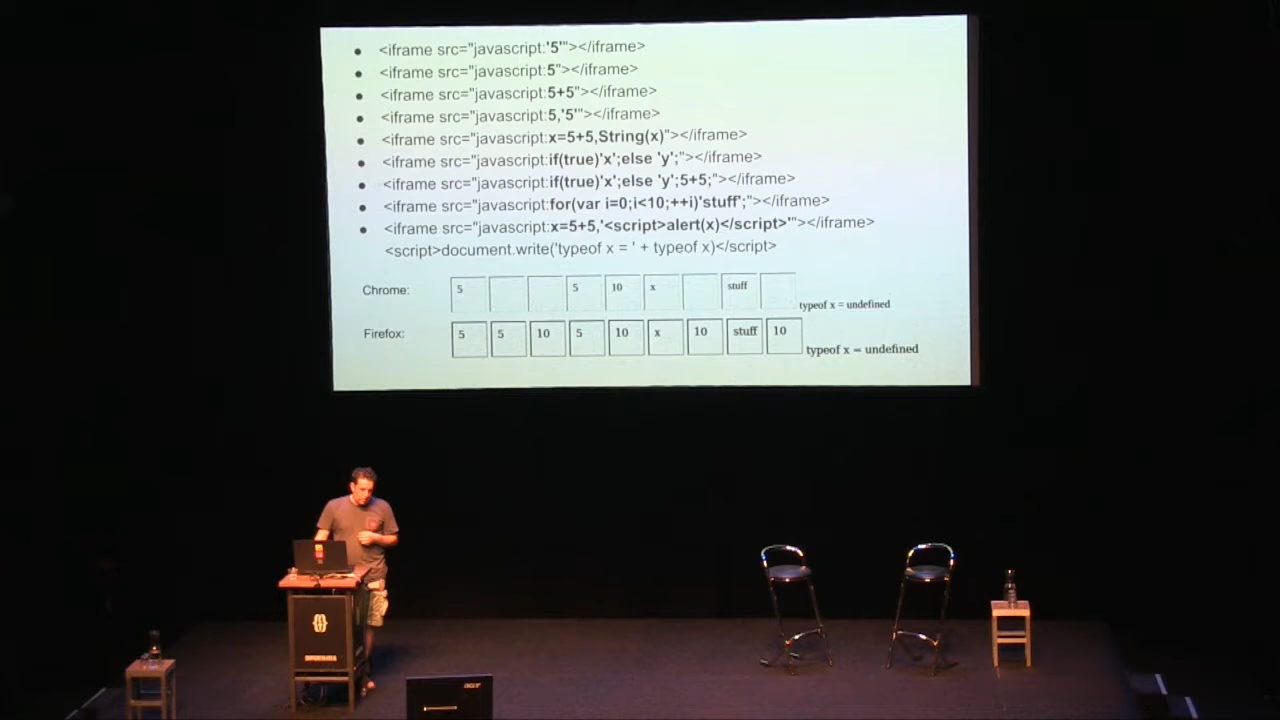 <iframe src="javascript:'5'"></iframe>
<iframe src="javascript:5"></iframe>
<iframe src="javascript:5+5"></iframe>
<iframe src="javascript:5,'5'"></iframe>
<iframe src="javascript:x=5+5,String(x)"></iframe>
<iframe src="javascript:if(true)'x';else 'y';"></iframe>
<iframe src="javascript:if(true)'x';else 'y';5+5;"></iframe>
<iframe src="javascript:for(var i=0;i<10;++i)'stuff';"></iframe>
<iframe src="javascript:x=5+5,'<script>alert(x)</script>'"></iframe>
<script>document.write('typeof x = ' + typeof x)</script>
Chrome: 5 5 10 x stuff typeof x = undefined
Firefox: 5 5 10 5 10 x 10 stuff 10 typeof x = undefined
acer